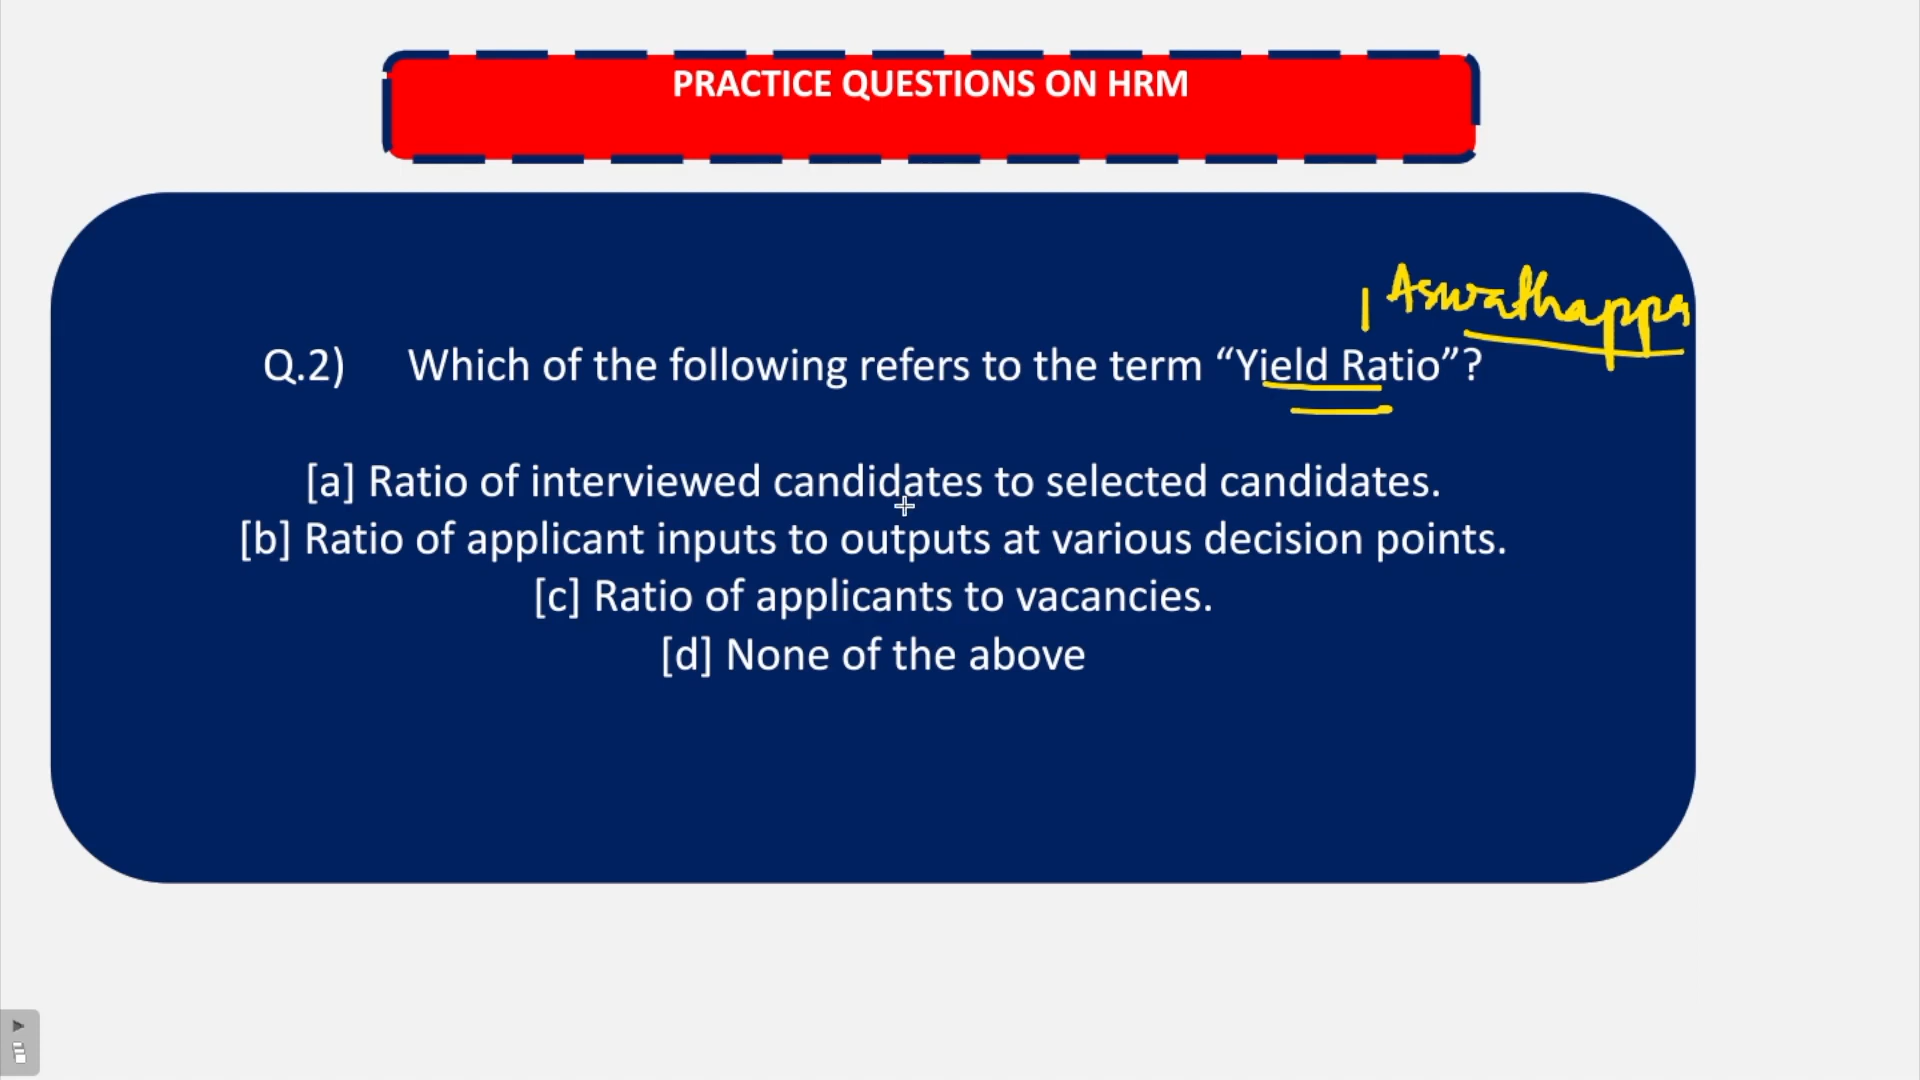 PRACTICE QUESTIONS ON HRM
Aswathappa
Q.2) Which of the following refers to the term “Yield Ratio”?
[a] Ratio of interviewed candidates to selected candidates.
[b] Ratio of applicant inputs to outputs at various decision points.
[c] Ratio of applicants to vacancies.
[d] None of the above